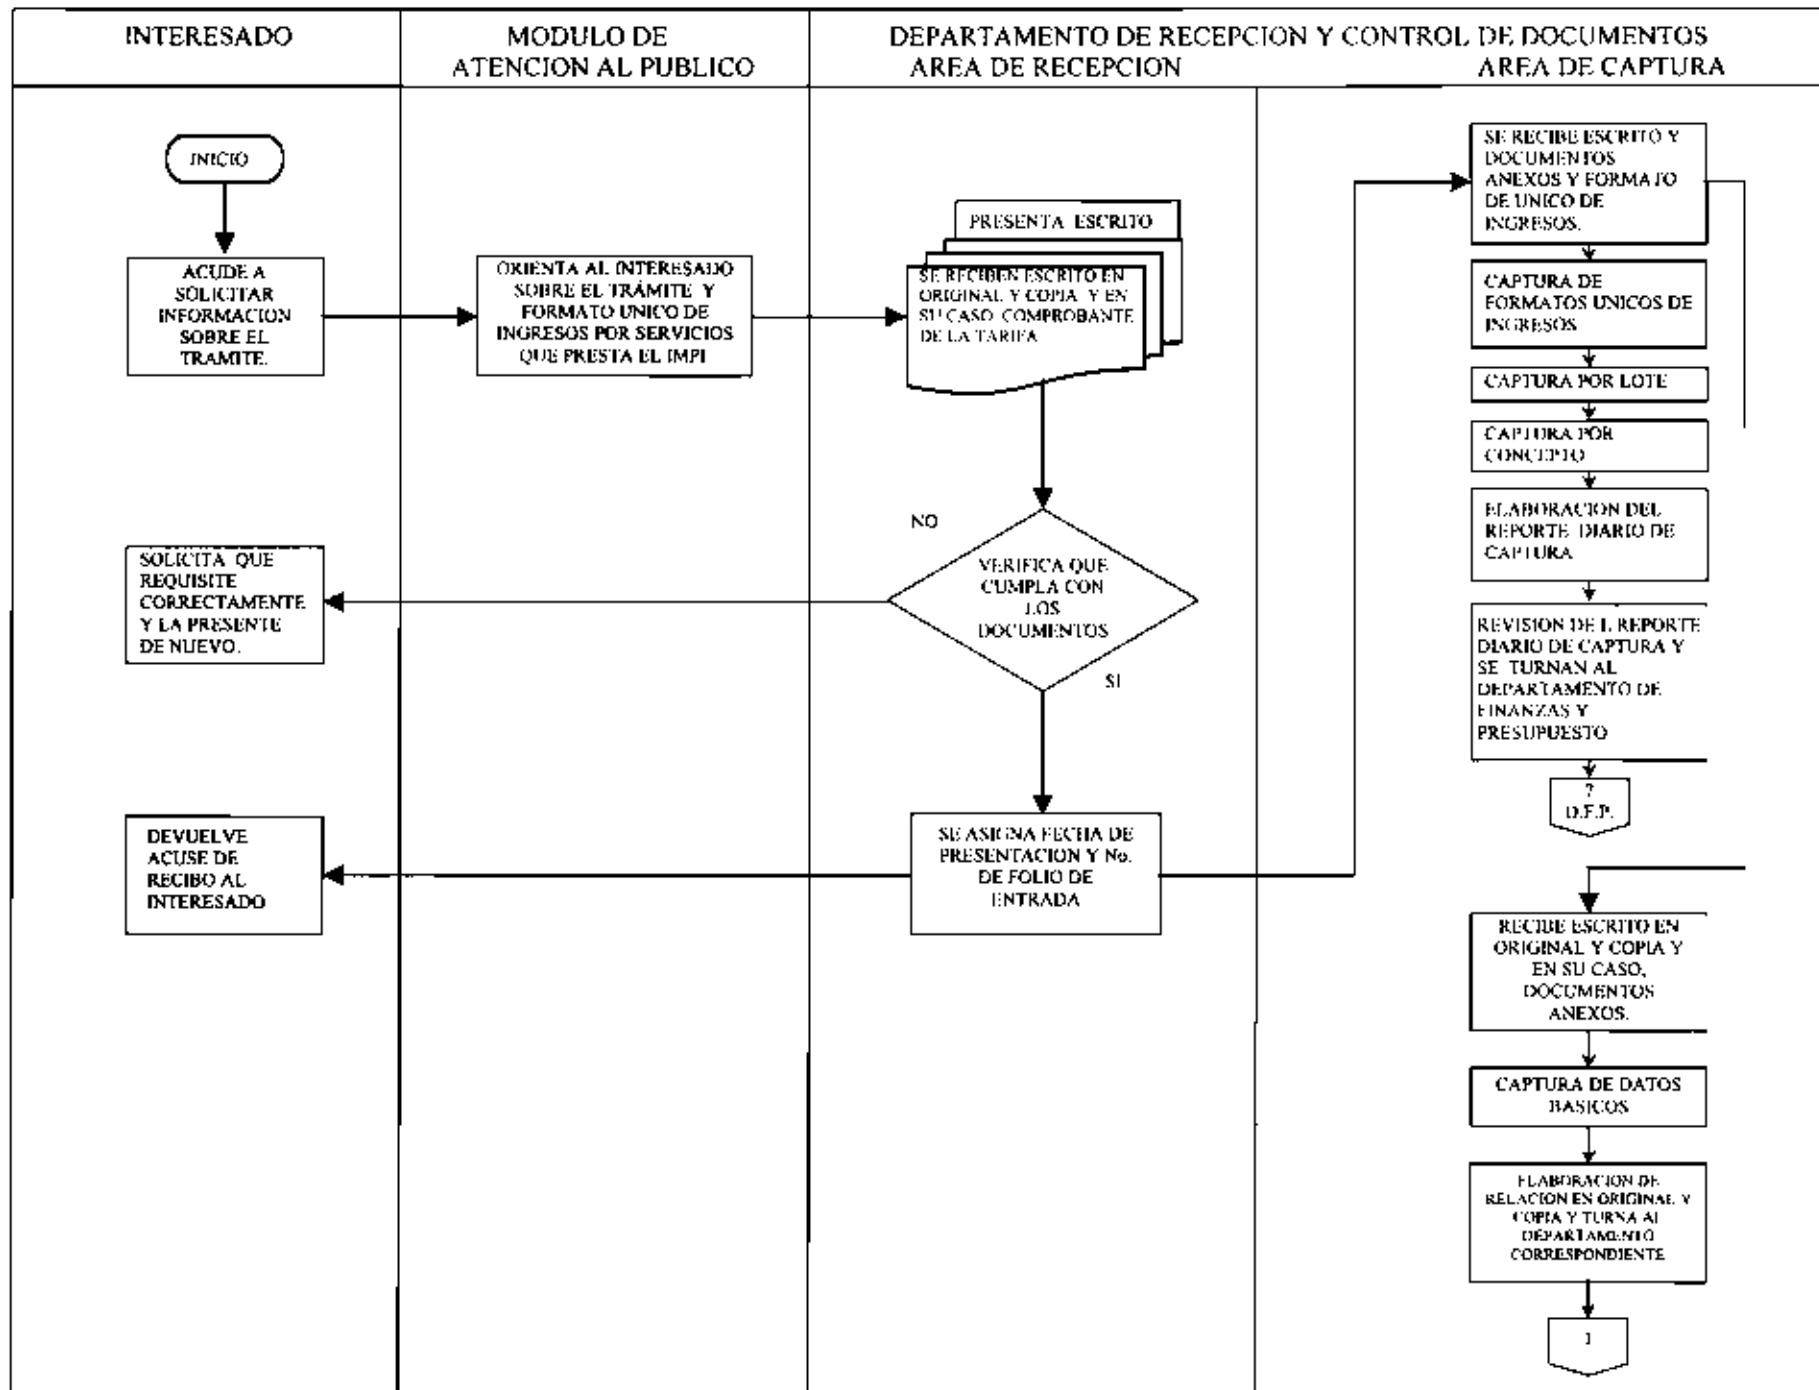 INTERESADO
MODULO DE
ATENCION AL PUBLICO
DEPARTAMENTO DE RECEPCION Y CONTROL DE DOCUMENTOS
AREA DE RECEPCION
AREA DE CAPTURA
INICIO
ACUDE A
SOLICITAR
INFORMACION
SOBRE EL
TRAMITE.
ORIENTA AL INTERESADO
SOBRE EL TRÁMITE Y
FORMATO UNICO DE
INGRESOS POR SERVICIOS
QUE PRESTA EL IMPI
PRESENTA ESCRITO
SE RECIBEN ESCRITO EN
ORIGINAL Y COPIA Y EN
SU CASO COMPROBANTE
DE LA TARIFA
NO
VERIFICA QUE
CUMPLA CON
LOS
DOCUMENTOS
SI
SOLICITA QUE
REQUISITE
CORRECTAMENTE
Y LA PRESENTE
DE NUEVO.
SE ASIGNA FECHA DE
PRESENTACION Y No.
DE FOLIO DE
ENTRADA
DEVUELVE
ACUSE DE
RECIBO AL
INTERESADO
SE RECIBE ESCRITO Y
DOCUMENTOS
ANEXOS Y FORMATO
DE UNICO DE
INGRESOS.
CAPTURA DE
FORMATOS UNICOS DE
INGRESOS
CAPTURA POR LOTE
CAPTURA POR
CONCEPTO
ELABORACION DEL
REPORTE DIARIO DE
CAPTURA
REVISION DE L REPORTE
DIARIO DE CAPTURA Y
SE TURNAN AL
DEPARTAMENTO DE
FINANZAS Y
PRESUPUESTO
?
D.F.P.
RECIBE ESCRITO EN
ORIGINAL Y COPIA Y
EN SU CASO,
DOCUMENTOS
ANEXOS.
CAPTURA DE DATOS
BASICOS
ELABORACION DE
RELACION EN ORIGINAL Y
COPIA Y TURNA AL
DEPARTAMENTO
CORRESPONDIENTE
1